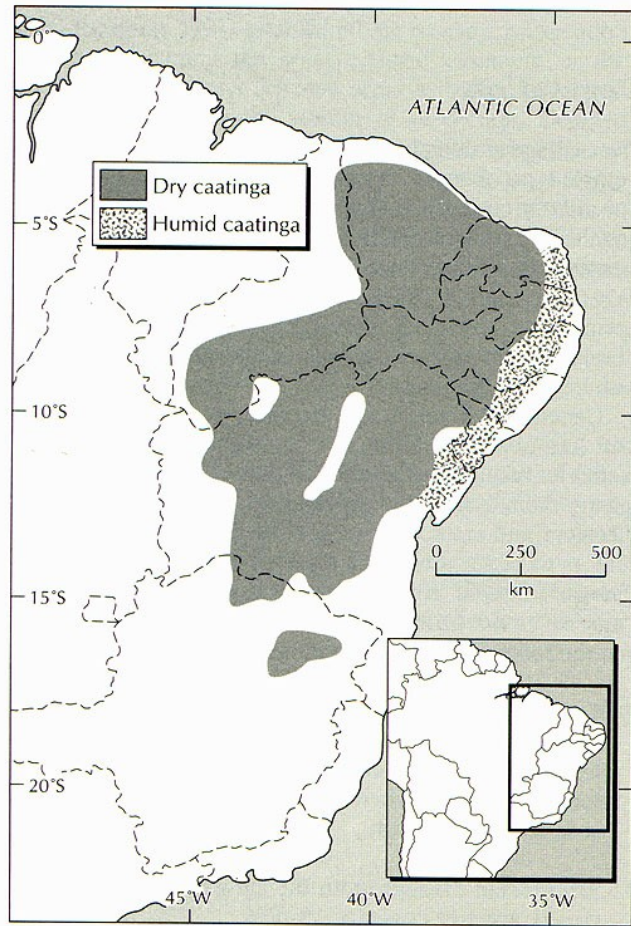 0°
ATLANTIC OCEAN
Dry caatinga
Humid caatinga
5°S
10°S
0 250 500
km
15°S
20°S
45°W 40°W 35°W